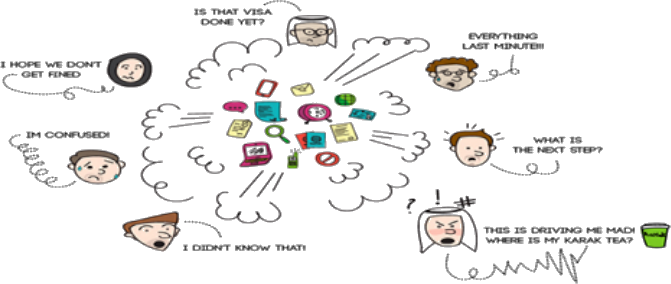 IS THAT VISA
DONE YET?
EVERYTHING
LAST MINUTE!!!
I HOPE WE DON'T
GET FINED
IM CONFUSED!
WHAT IS
THE NEXT STEP?
I DIDN'T KNOW THAT!
? ! #
THIS IS DRIVING ME MAD!
WHERE IS MY KARAK TEA?